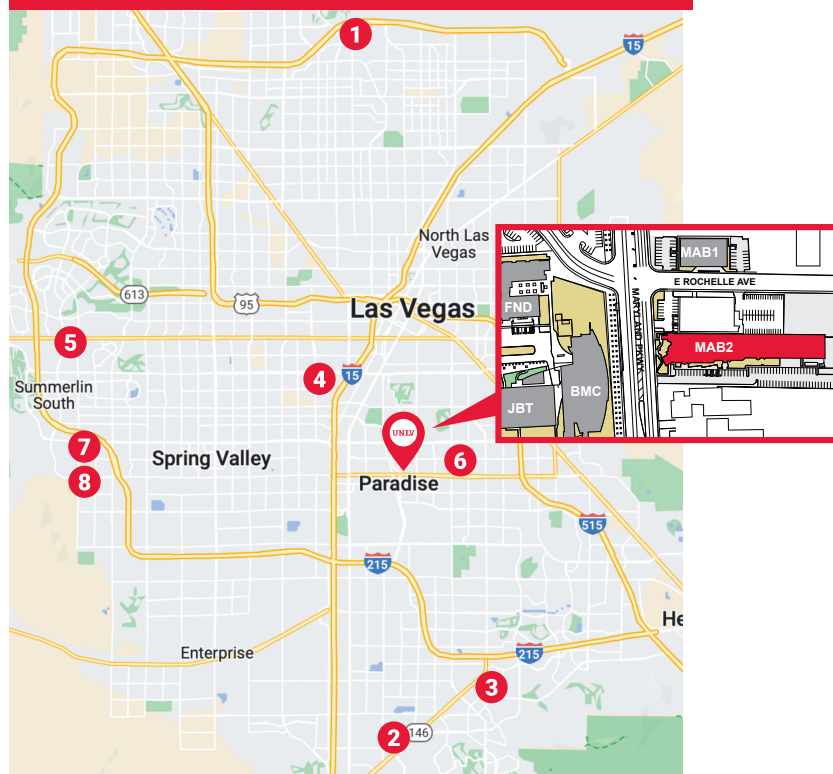 1
15
North Las
Vegas
613
95
Las Vegas
5
4
15
Summerlin
South
UNLV
7
Spring Valley
6
8
Paradise
515
215
He
Enterprise
215
3
2
146
MAB1
E ROCHELLE AVE
FND
MARYLAND PKWY
MAB2
BMC
JBT